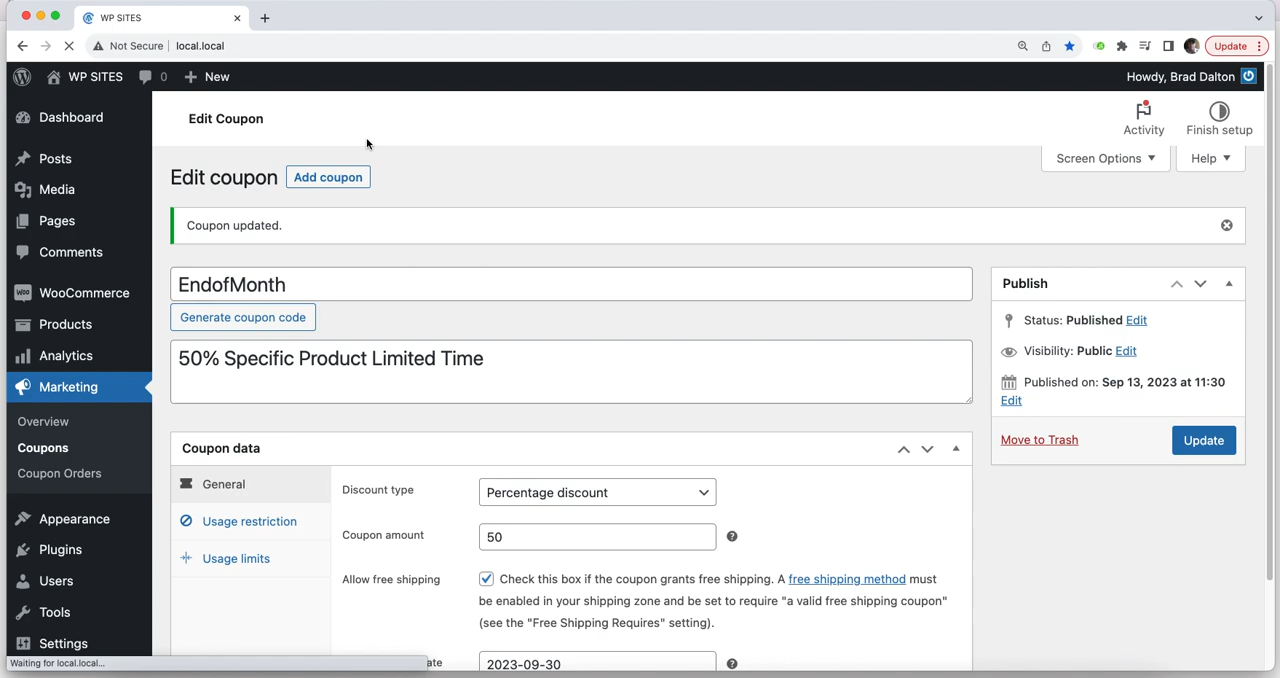 WP SITES
Not Secure local.local Update
WP SITES 0 New Howdy, Brad Dalton
Dashboard
Posts
Media
Pages
Comments
WooCommerce
Products
Analytics
Marketing
Overview
Coupons
Coupon Orders
Appearance
Plugins
Users
Tools
Settings
Waiting for local.local...
Edit Coupon
Activity
Finish setup
Screen Options
Help
Edit coupon Add coupon
Coupon updated.
EndofMonth
Generate coupon code
50% Specific Product Limited Time
Coupon data
General
Usage restriction
Usage limits
Discount type Percentage discount
Coupon amount 50
Allow free shipping Check this box if the coupon grants free shipping. A free shipping method must
be enabled in your shipping zone and be set to require "a valid free shipping coupon"
(see the "Free Shipping Requires" setting).
ate 2023-09-30
Publish
Status: Published Edit
Visibility: Public Edit
Published on: Sep 13, 2023 at 11:30
Edit
Move to Trash Update